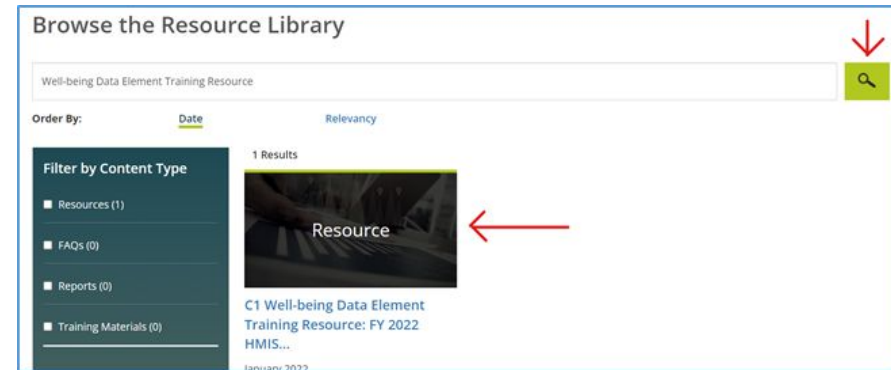 Browse the Resource Library
Well-being Data Element Training Resource
Order By: Date Relevancy
Filter by Content Type
Resources (1)
FAQs (0)
Reports (0)
Training Materials (0)
1 Results
Resource
C1 Well-being Data Element
Training Resource: FY 2022
HMIS...
January 2022